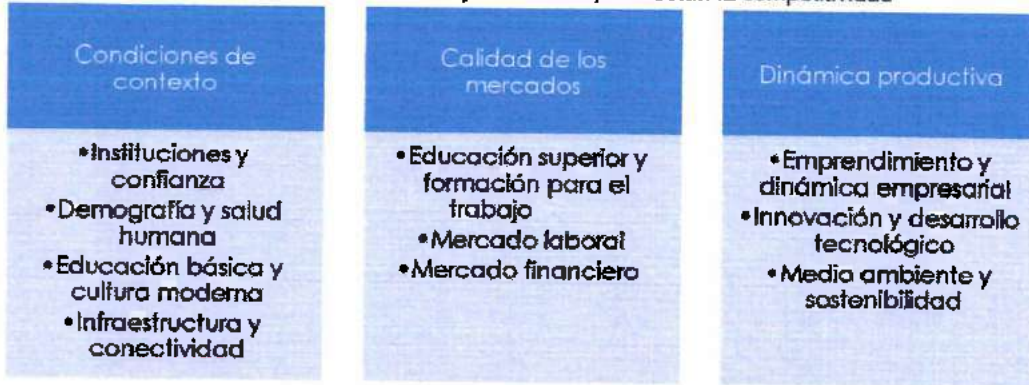 la competitividad
Condiciones de
contexto
•Instituciones y
confianza
•Demografía y salud
humana
•Educación básica y
cultura moderna
•Infraestructura y
conectividad
Calidad de los
mercados
•Educación superior y
formación para el
trabajo
•Mercado laboral
•Mercado financiero
Dinámica productiva
•Emprendimiento y
dinámica empresarial
•Innovación y desarrollo
tecnológico
•Medio ambiente y
sostenibilidad